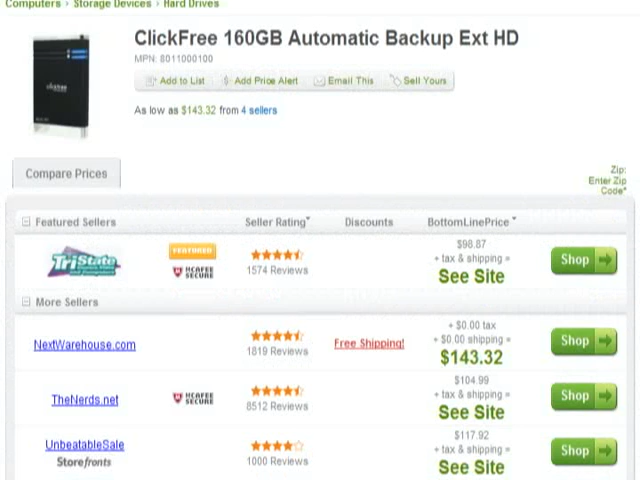 Computers › Storage Devices › Hard Drives
ClickFree 160GB Automatic Backup Ext HD
MPN: 8011000100
Add to List
Add Price Alert
Email This
Sell Yours
As low as $143.32 from 4 sellers
Compare Prices
Zip:
Enter Zip
Code*
Featured Sellers
Seller Rating*
Discounts
BottomLinePrice *
TriState
FEATURED
MCAFEE
SECURE
1574 Reviews
$98.87
+ tax & shipping =
See Site
Shop
More Sellers
NextWarehouse.com
1819 Reviews
Free Shipping!
+ $0.00 tax
+ $0.00 shipping =
$143.32
Shop
TheNerds.net
MCAFEE
SECURE
8512 Reviews
$104.99
+ tax & shipping =
See Site
Shop
UnbeatableSale
Storefronts
1000 Reviews
$117.92
+ tax & shipping =
See Site
Shop